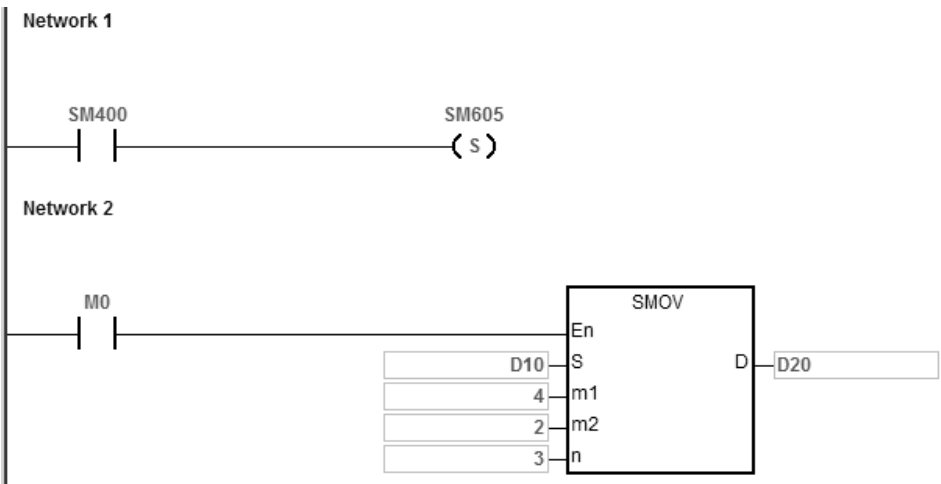 Network 1
SM400 SM605
S
Network 2
M0
SMOV
En
D10 S D D20
4 m1
2 m2
3 n